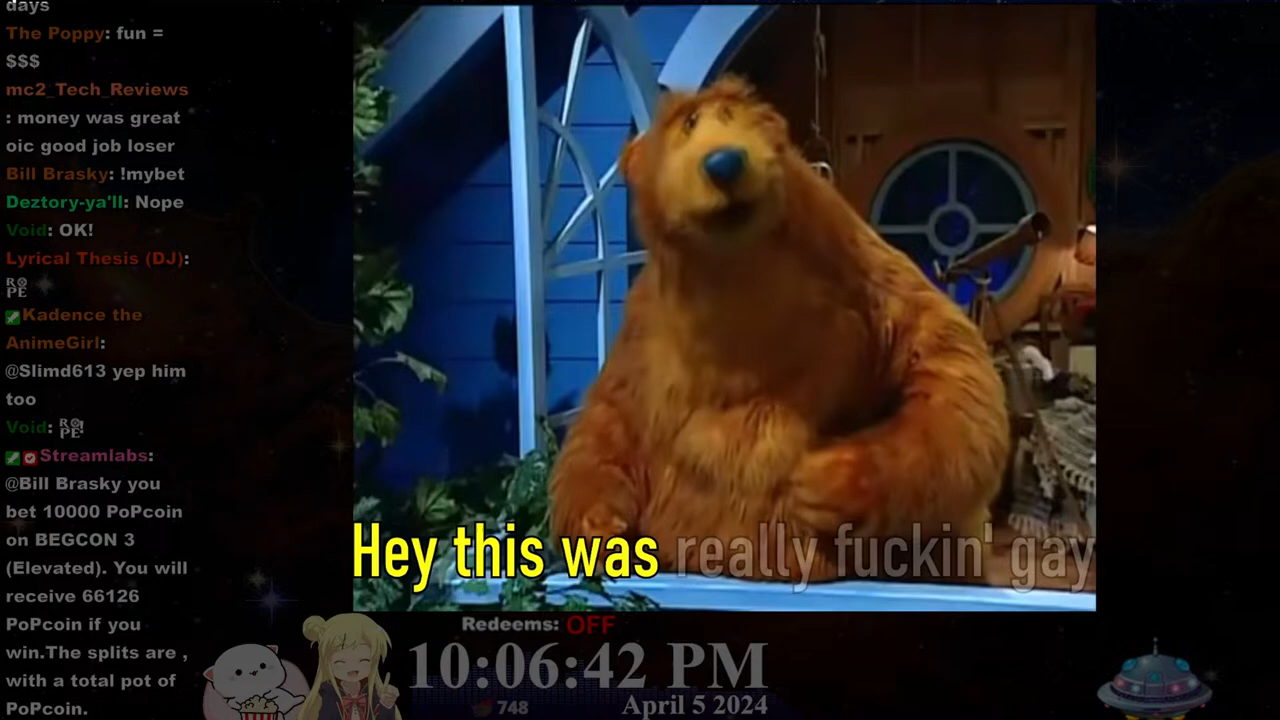 days
The Poppy: fun =
$$$
mc2_Tech_Reviews
: money was great
oic good job loser
Bill Brasky: !mybet
Deztory-ya'll: Nope
Void: OK!
Lyrical Thesis (DJ):
RO
PE
Kadence the
AnimeGirl:
@Slimd613 yep him
too
Void: ROPE!
Streamlabs:
@Bill Brasky you
bet 10000 PoPcoin
on BEGCON 3
(Elevated). You will
receive 66126
PoPcoin if you
win.The splits are ,
with a total pot of
PoPcoin.
Hey this was really fuckin' gay
Redeems: OFF
10:06:42 PM
748
April 5 2024